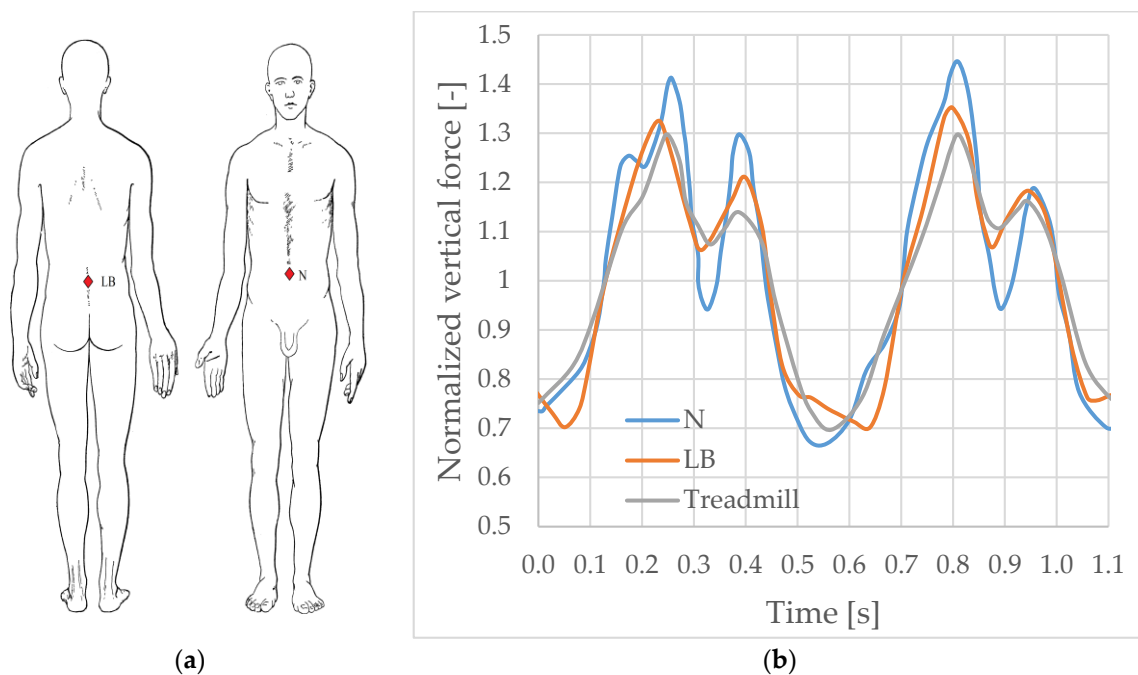 LB
N
Normalized vertical force [-]
1.5
1.4
1.3
1.2
1.1
1
0.9
0.8
0.7
0.6
0.5
N
LB
Treadmill
0.0 0.1 0.2 0.3 0.4 0.5 0.6 0.7 0.8 0.9 1.0 1.1
Time [s]
(a) (b)